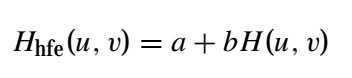 H_hfe(u, v) = a + bH(u, v)